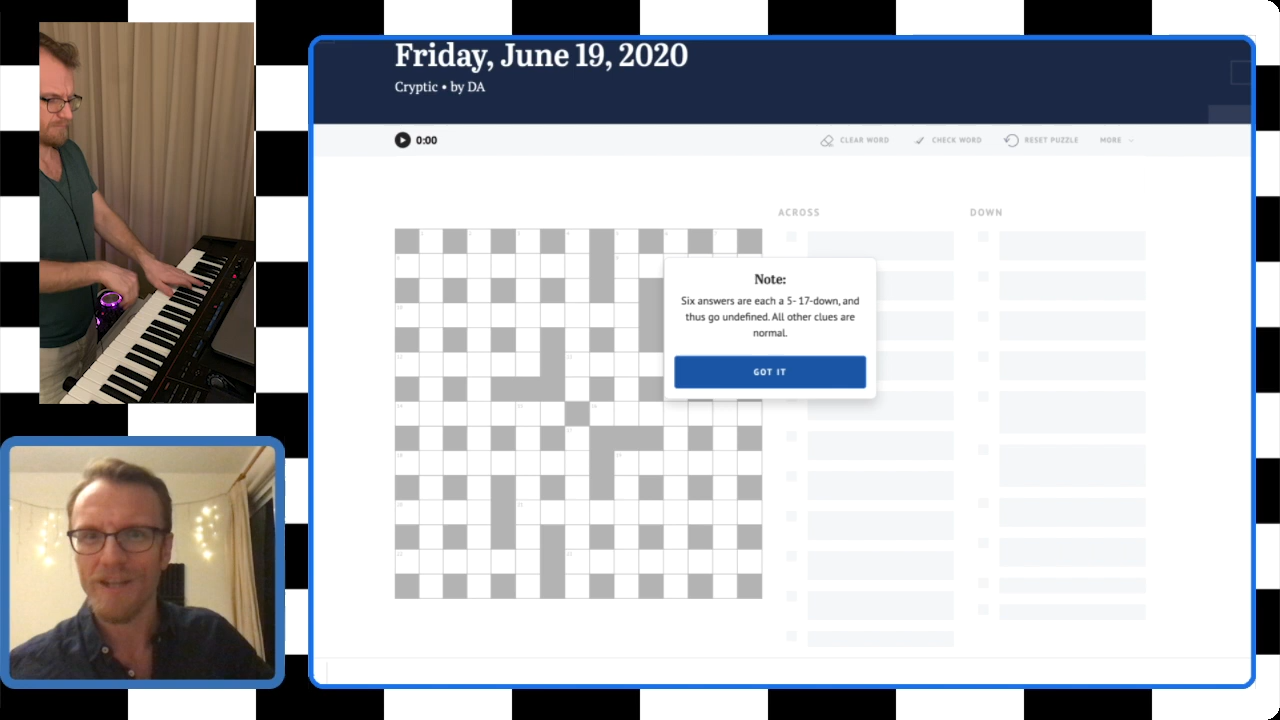 Friday, June 19, 2020
Cryptic • by DA
0:00
CLEAR WORD
CHECK WORD
RESET PUZZLE
MORE
ACROSS
DOWN
Note:
Six answers are each a 5- 17-down, and
thus go undefined. All other clues are
normal.
GOT IT